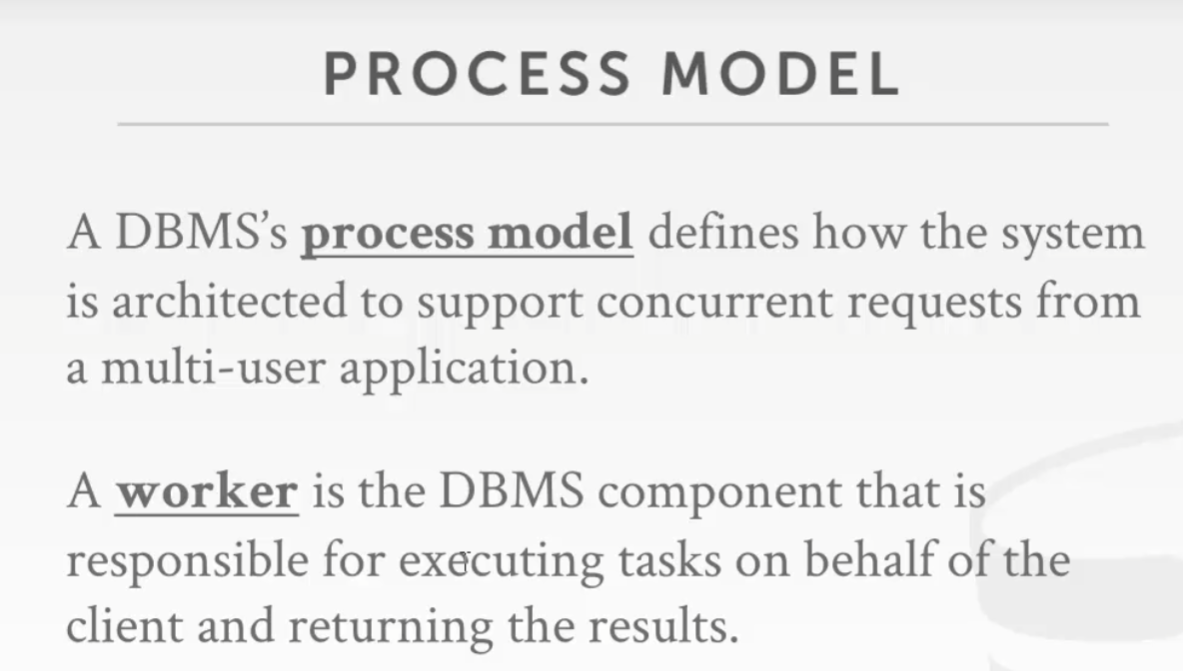 PROCESS MODEL
A DBMS’s process model defines how the system
is architected to support concurrent requests from
a multi-user application.
A worker is the DBMS component that is
responsible for executing tasks on behalf of the
client and returning the results.